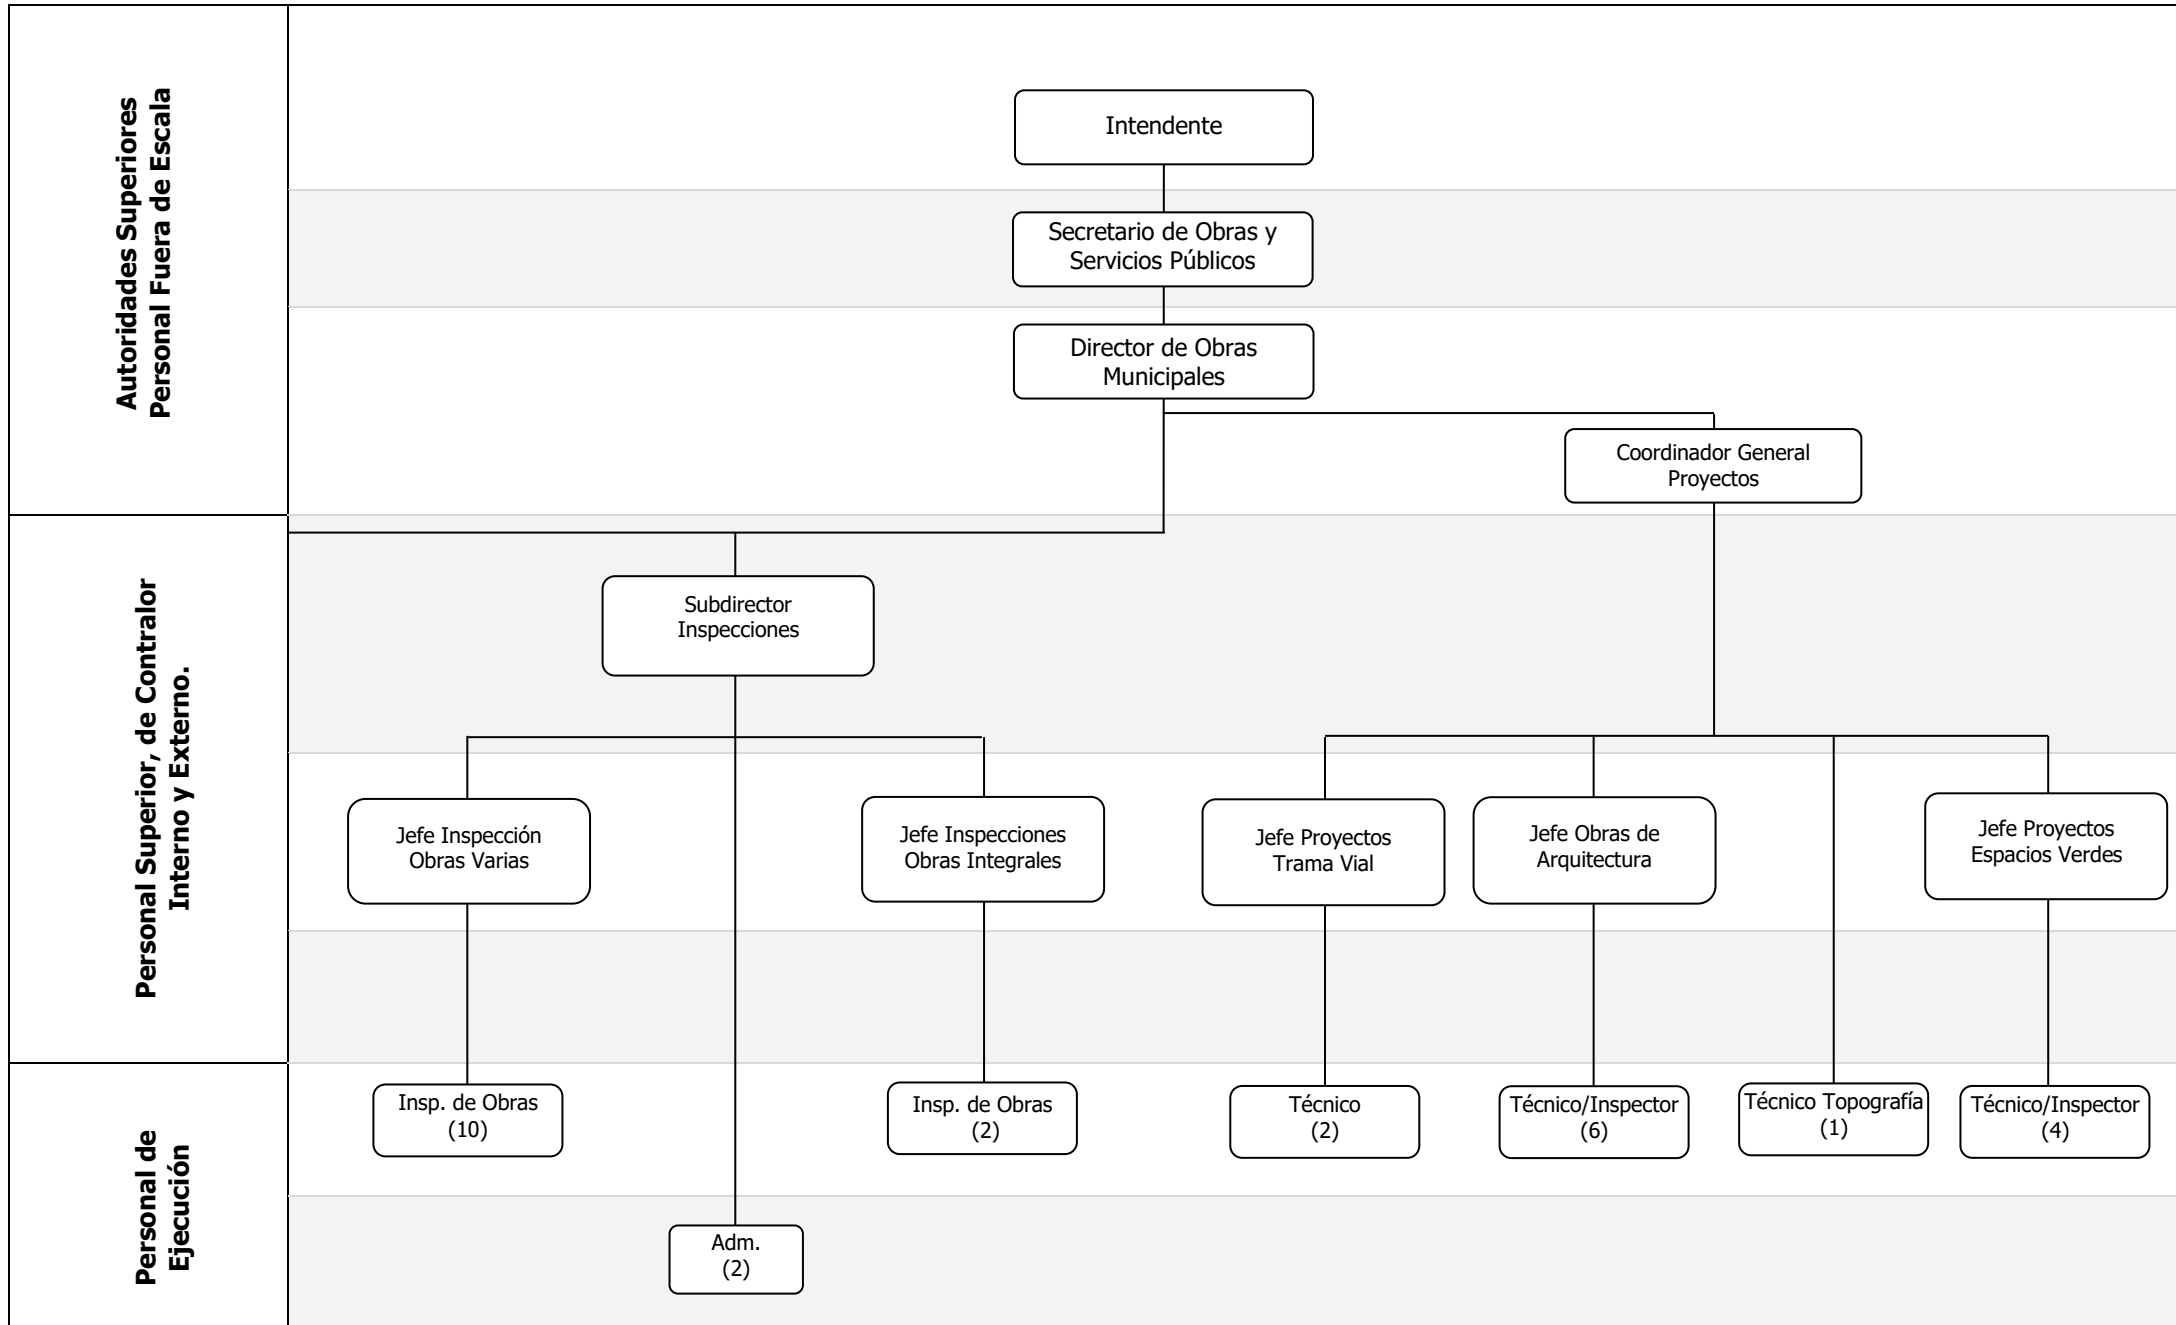 Autoridades Superiores
Personal Fuera de Escala
Intendente
Secretario de Obras y
Servicios Públicos
Director de Obras
Municipales
Coordinador General
Proyectos
Personal Superior, de Contralor
Interno y Externo.
Subdirector
Inspecciones
Jefe Inspección
Obras Varias
Jefe Inspecciones
Obras Integrales
Jefe Proyectos
Trama Vial
Jefe Obras de
Arquitectura
Jefe Proyectos
Espacios Verdes
Personal de
Ejecución
Insp. de Obras
(10)
Insp. de Obras
(2)
Técnico
(2)
Técnico/Inspector
(6)
Técnico Topografía
(1)
Técnico/Inspector
(4)
Adm.
(2)